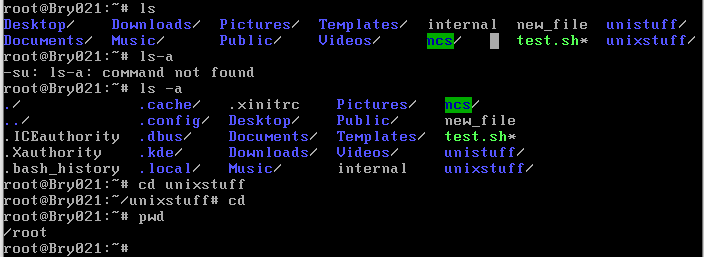 root@Bry021:~# ls
Desktop/ Downloads/ Pictures/ Templates/ internal new_file unistuff/
Documents/ Music/ Public/ Videos/ ncs/ test.sh* unixstuff/
root@Bry021:~# ls-a
-su: ls-a: command not found
root@Bry021:~# ls -a
./ .cache/ .xinitrc Pictures/ ncs/
../ .config/ Desktop/ Public/ new_file
.ICEauthority .dbus/ Documents/ Templates/ test.sh*
.Xauthority .kde/ Downloads/ Videos/ unistuff/
.bash_history .local/ Music/ internal unixstuff/
root@Bry021:~# cd unixstuff
root@Bry021:~/unixstuff# cd
root@Bry021:~# pwd
/root
root@Bry021:~#